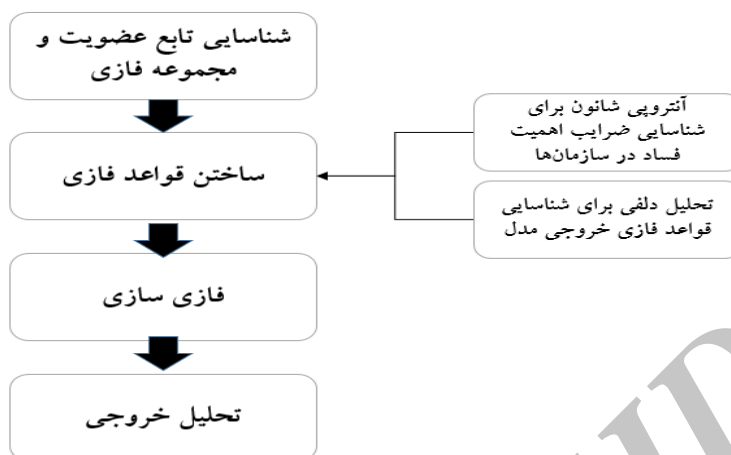 شناسایی تابع عضویت و
مجموعه فازی
ساختن قواعد فازی
آنتروپی شانون برای
شناسایی ضرایب اهمیت
فساد در سازمان‌ها
تحلیل دلفی برای شناسایی
قواعد فازی خروجی مدل
فازی سازی
تحلیل خروجی